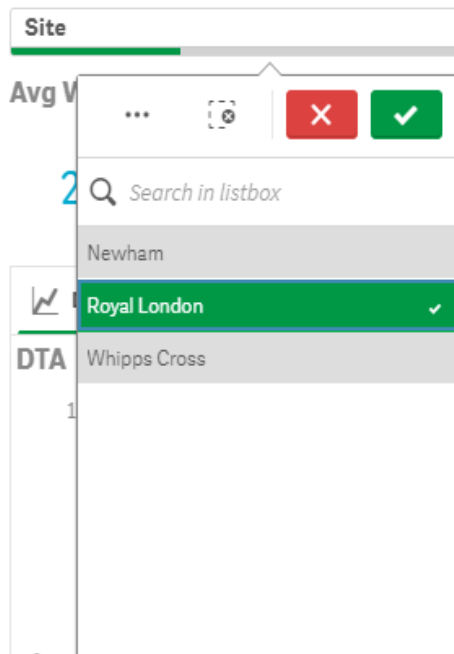 Site
Avg
2
Search in listbox
Newham
Royal London
Whipps Cross
DTA
1